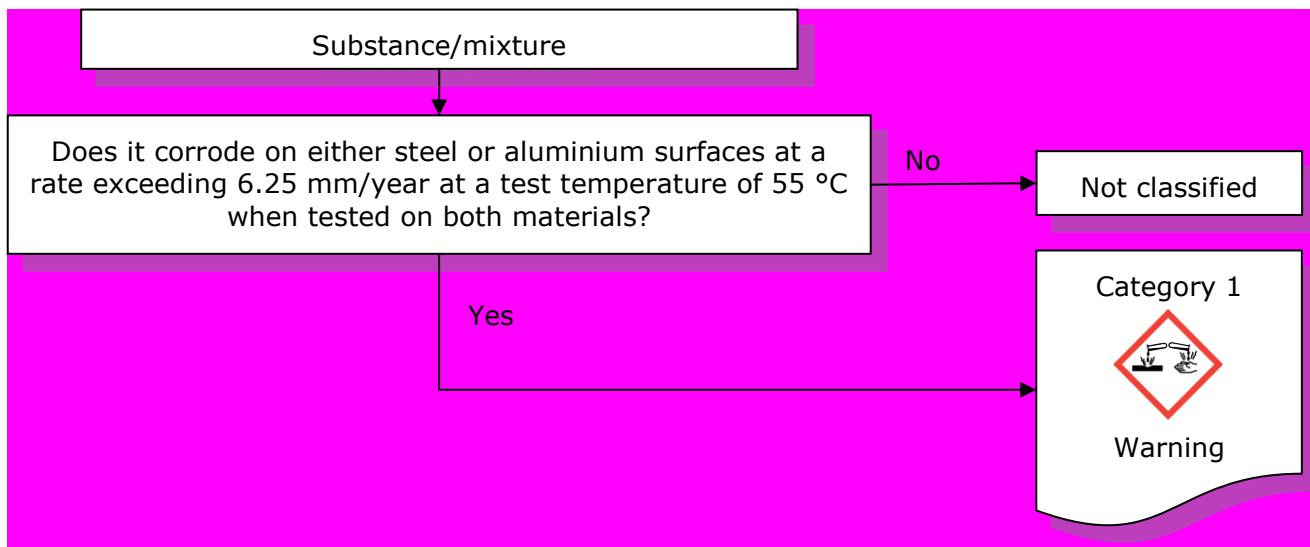 Substance/mixture
Does it corrode on either steel or aluminium surfaces at a
rate exceeding 6.25 mm/year at a test temperature of 55 °C
when tested on both materials?
No
Not classified
Yes
Category 1
Warning